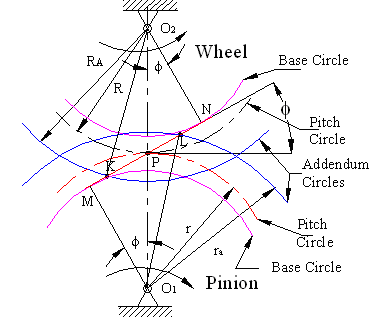 O2
RA
Wheel
Base Circle
R
ϕ
N
ϕ
Pitch
Circle
L
K
P
Addendum
Circles
M
ϕ
r
ra
Pitch
Circle
Base Circle
O1
Pinion